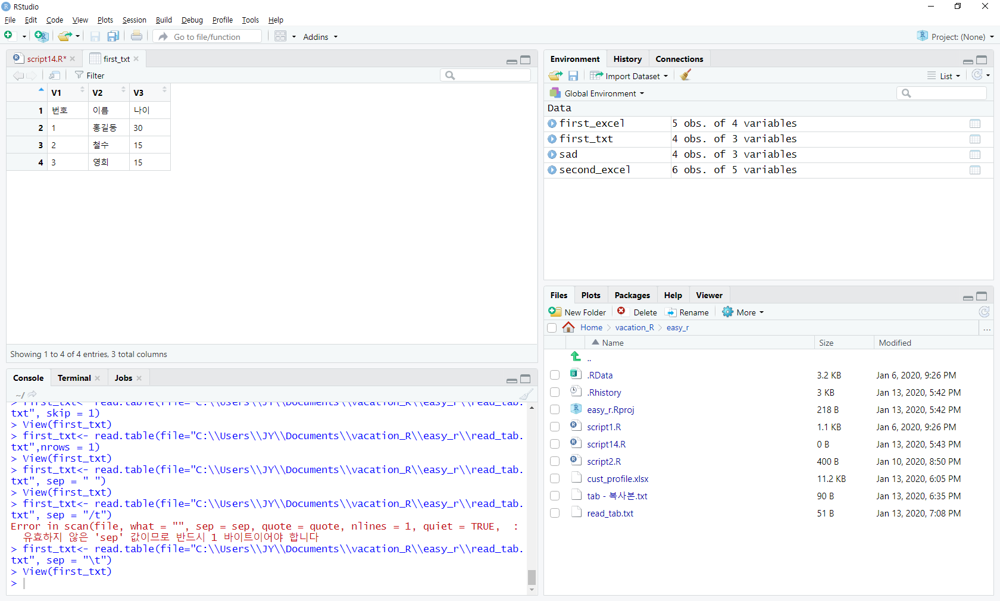 RStudio
File Edit Code View Plots Session Build Debug Profile Tools Help
Go to file/function
Addins
Project: (None)
script14.R*
first_txt
Filter
V1 V2 V3
1 번호 이름 나이
2 1 홍길동 30
3 2 철수 15
4 3 영희 15
Showing 1 to 4 of 4 entries, 3 total columns
Console Terminal Jobs
~/
> first_txt<- read.table(file="C:\\Users\\JY\\Documents\\vacation_R\\easy_r\\read_tab.
txt", skip = 1)
> View(first_txt)
> first_txt<- read.table(file="C:\\Users\\JY\\Documents\\vacation_R\\easy_r\\read_tab.
txt",nrows = 1)
> View(first_txt)
> first_txt<- read.table(file="C:\\Users\\JY\\Documents\\vacation_R\\easy_r\\read_tab.
txt", sep = " ")
> View(first_txt)
> first_txt<- read.table(file="C:\\Users\\JY\\Documents\\vacation_R\\easy_r\\read_tab.
txt", sep = "/t")
Error in scan(file, what = "", sep = sep, quote = quote, nlines = 1, quiet = TRUE,  :
유효하지 않은 'sep' 값이므로 반드시 1 바이트이어야 합니다
> first_txt<- read.table(file="C:\\Users\\JY\\Documents\\vacation_R\\easy_r\\read_tab.
txt", sep = "\t")
> View(first_txt)
>
Environment History Connections
Import Dataset
List
Global Environment
Data
first_excel 5 obs. of 4 variables
first_txt 4 obs. of 3 variables
sad 4 obs. of 3 variables
second_excel 6 obs. of 5 variables
Files Plots Packages Help Viewer
New Folder Delete Rename More
Home vacation_R easy_r ...
Name Size Modified
..
.RData 3.2 KB Jan 6, 2020, 9:26 PM
.Rhistory 3 KB Jan 13, 2020, 5:42 PM
easy_r.Rproj 218 B Jan 13, 2020, 5:42 PM
script1.R 1.1 KB Jan 6, 2020, 9:26 PM
script14.R 0 B Jan 13, 2020, 5:43 PM
script2.R 400 B Jan 10, 2020, 8:50 PM
cust_profile.xlsx 11.2 KB Jan 13, 2020, 6:05 PM
tab - 복사본.txt 90 B Jan 13, 2020, 6:35 PM
read_tab.txt 51 B Jan 13, 2020, 7:08 PM